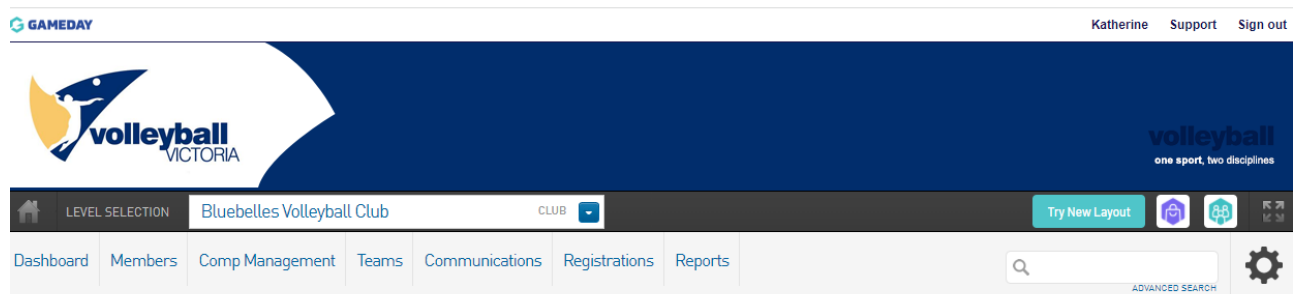 GAMEDAY Katherine Support Sign out
volleyball
VICTORIA
volleyball
one sport, two disciplines
LEVEL SELECTION Bluebelles Volleyball Club CLUB Try New Layout
Dashboard Members Comp Management Teams Communications Registrations Reports
ADVANCED SEARCH